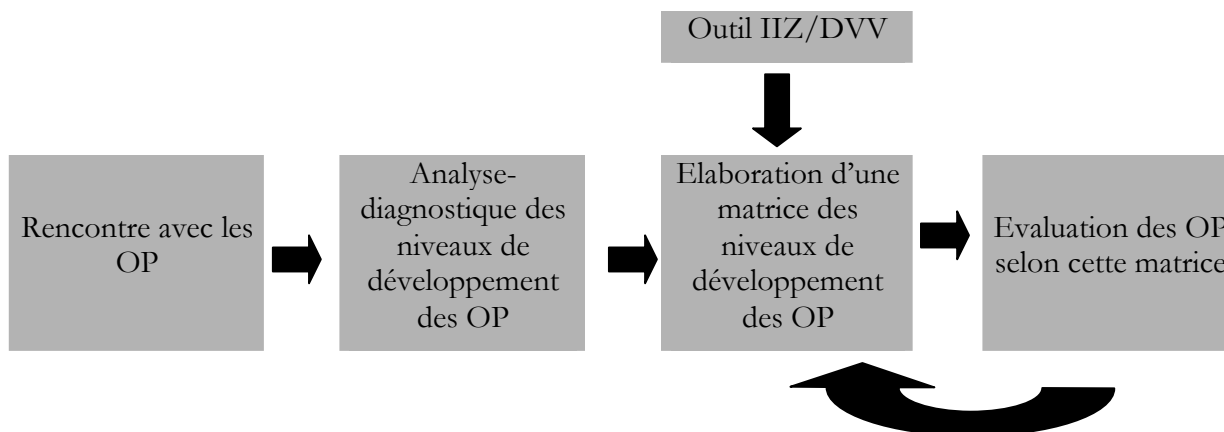 Outil IIZ/DVV
Rencontre avec les
OP
Analyse-
diagnostique des
niveaux de
développement
des OP
Elaboration d’une
matrice des
niveaux de
développement
des OP
Evaluation des OP
selon cette matrice